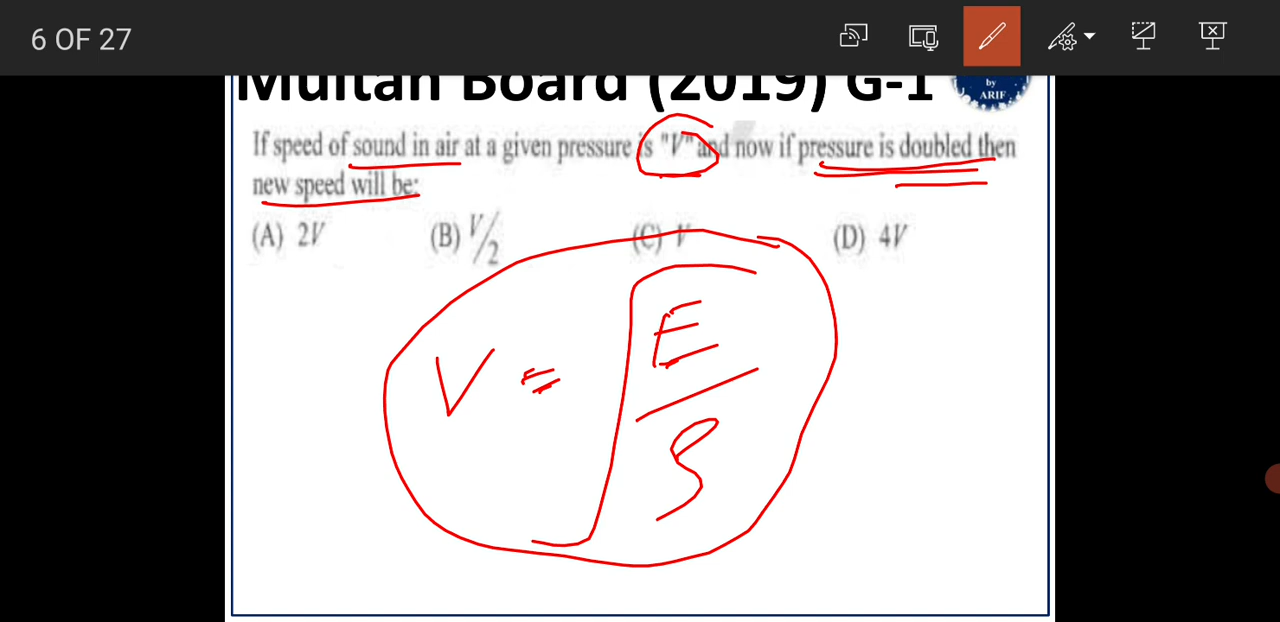 6 OF 27
Multan Board (2019) G-1
by
ARIF
If speed of sound in air at a given pressure is "V" and now if pressure is doubled then
new speed will be:
(A) 2V (B) V/2 (C) V (D) 4V
V = √E/ρ